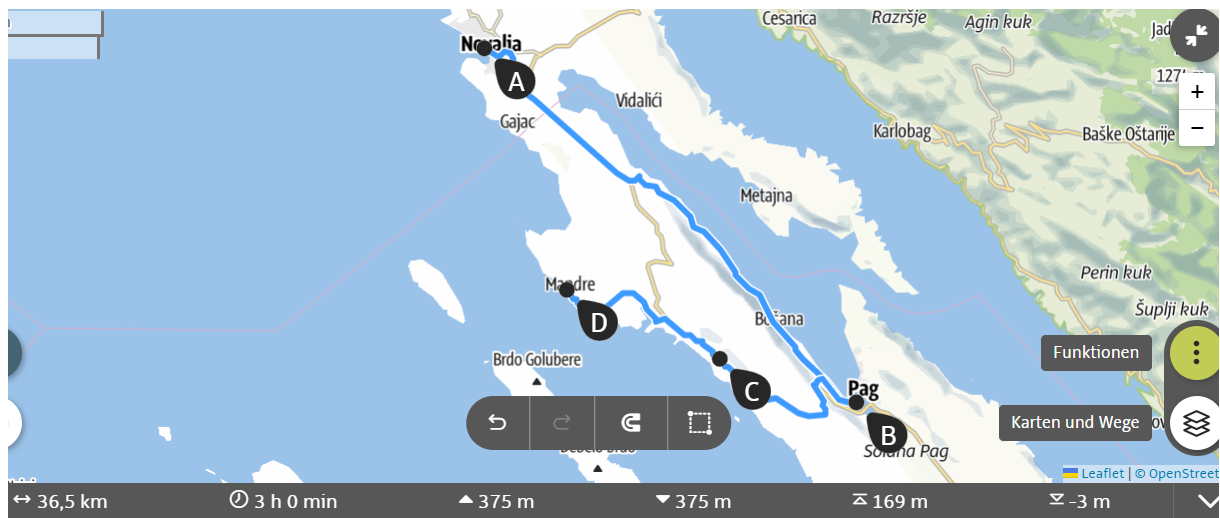 Novalja
A
Gajac
Vidalići
Cesarica
Razršje
Agin kuk
+
−
Karlobag
Baške Oštarije
Metajna
Mandre
D
Perin kuk
Šuplji kuk
Bošana
Funktionen
Brdo Golubere
C
Pag
Karten und Wege
B
Solana Pag
Leaflet | © OpenStreet
36,5 km
3 h 0 min
375 m
375 m
169 m
-3 m